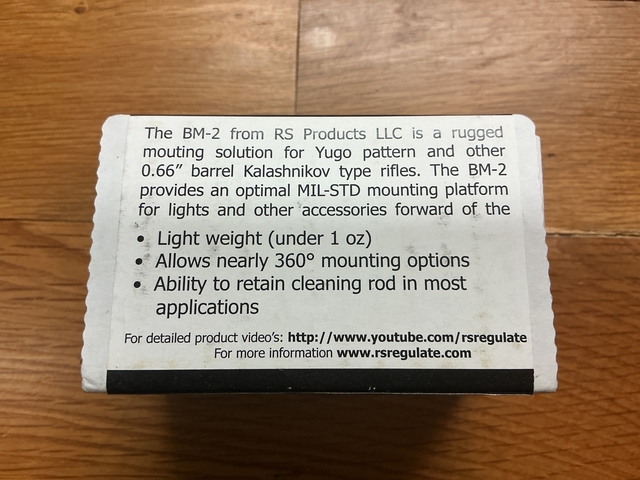 The BM-2 from RS Products LLC is a rugged
mouting solution for Yugo pattern and other
0.66” barrel Kalashnikov type rifles. The BM-2
provides an optimal MIL-STD mounting platform
for lights and other accessories forward of the
• Light weight (under 1 oz)
• Allows nearly 360° mounting options
• Ability to retain cleaning rod in most
applications
For detailed product video's: http://www.youtube.com/rsregulate
For more information www.rsregulate.com